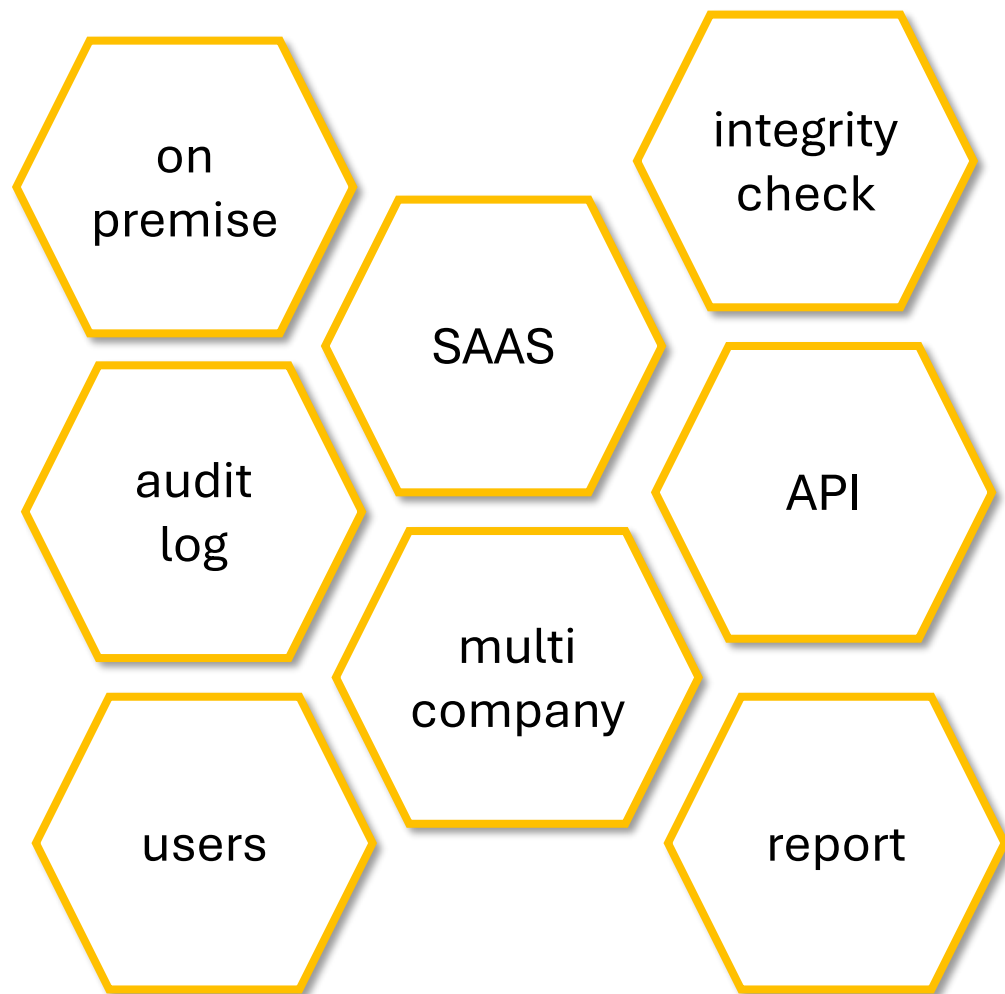 on
premise
integrity
check
SAAS
audit
log
API
multi
company
users
report